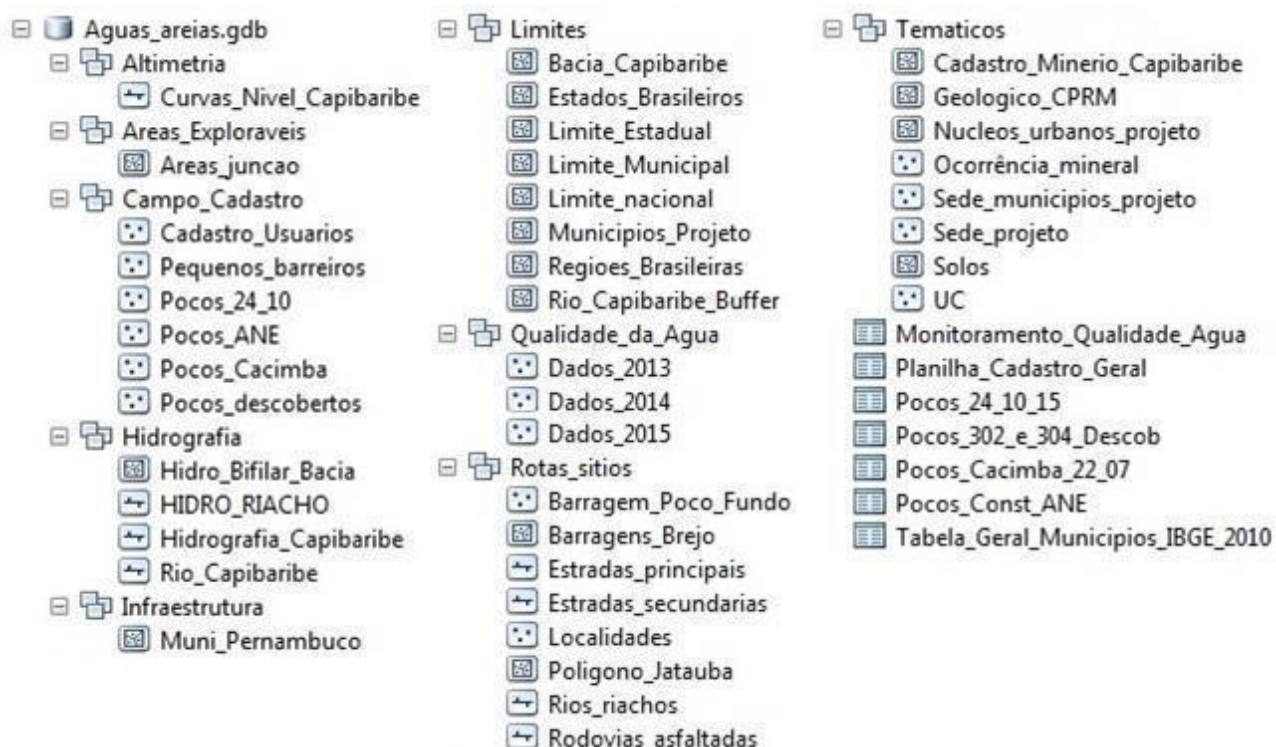 Aguas_areias.gdb
Altimetria
Curvas_Nivel_Capibaribe
Areas_Exploraveis
Areas_juncao
Campo_Cadastro
Cadastro_Usuarios
Pequenos_barreiros
Pocos_24_10
Pocos_ANE
Pocos_Cacimba
Pocos_descobertos
Hidrografia
Hidro_Bifilar_Bacia
HIDRO_RIACHO
Hidrografia_Capibaribe
Rio_Capibaribe
Infraestrutura
Muni_Pernambuco
Limites
Bacia_Capibaribe
Estados_Brasileiros
Limite_Estadual
Limite_Municipal
Limite_nacional
Municipios_Projeto
Regioes_Brasileiras
Rio_Capibaribe_Buffer
Qualidade_da_Agua
Dados_2013
Dados_2014
Dados_2015
Rotas_sitios
Barragem_Poco_Fundo
Barragens_Brejo
Estradas_principais
Estradas_secundarias
Localidades
Poligono_Jatauba
Rios_riachos
Rodovias_asfaltadas
Tematicos
Cadastro_Minerio_Capibaribe
Geologico_CPRM
Nucleos_urbanos_projeto
Ocorrência_mineral
Sede_municipios_projeto
Sede_projeto
Solos
UC
Monitoramento_Qualidade_Agua
Planilha_Cadastro_Geral
Pocos_24_10_15
Pocos_302_e_304_Descob
Pocos_Cacimba_22_07
Pocos_Const_ANE
Tabela_Geral_Municipios_IBGE_2010